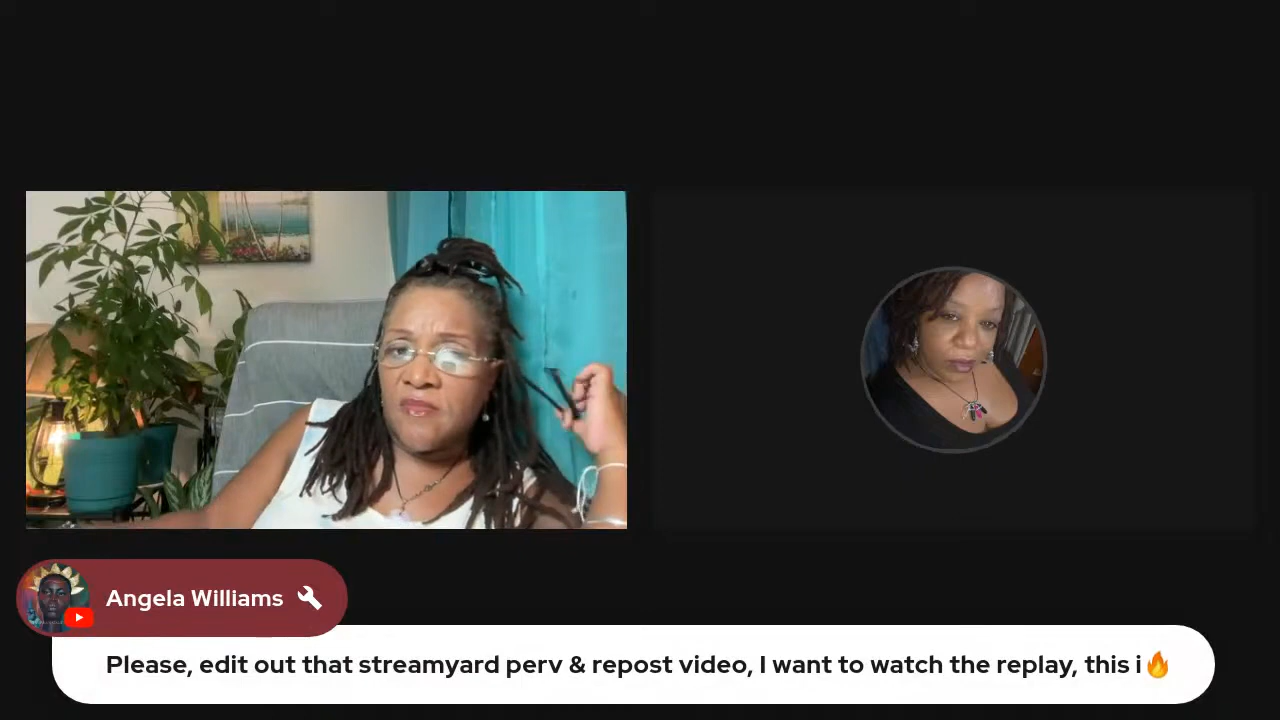 Angela Williams
Please, edit out that streamyard perv & repost video, I want to watch the replay, this i🔥